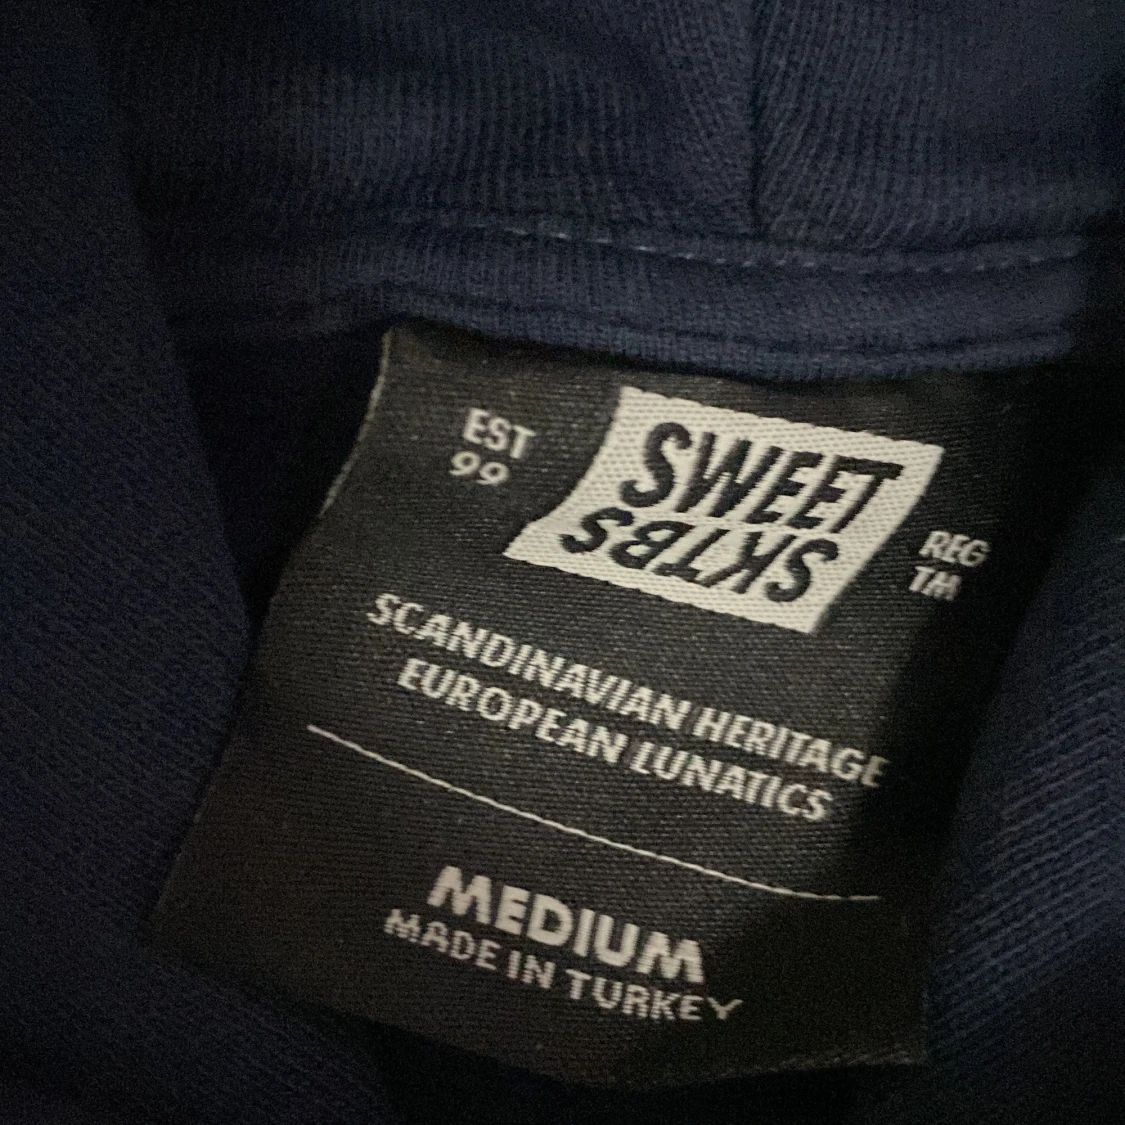 EST
99
SWEET
SKTBS
REG
TM
SCANDINAVIAN HERITAGE
EUROPEAN LUNATICS
MEDIUM
MADE IN TURKEY